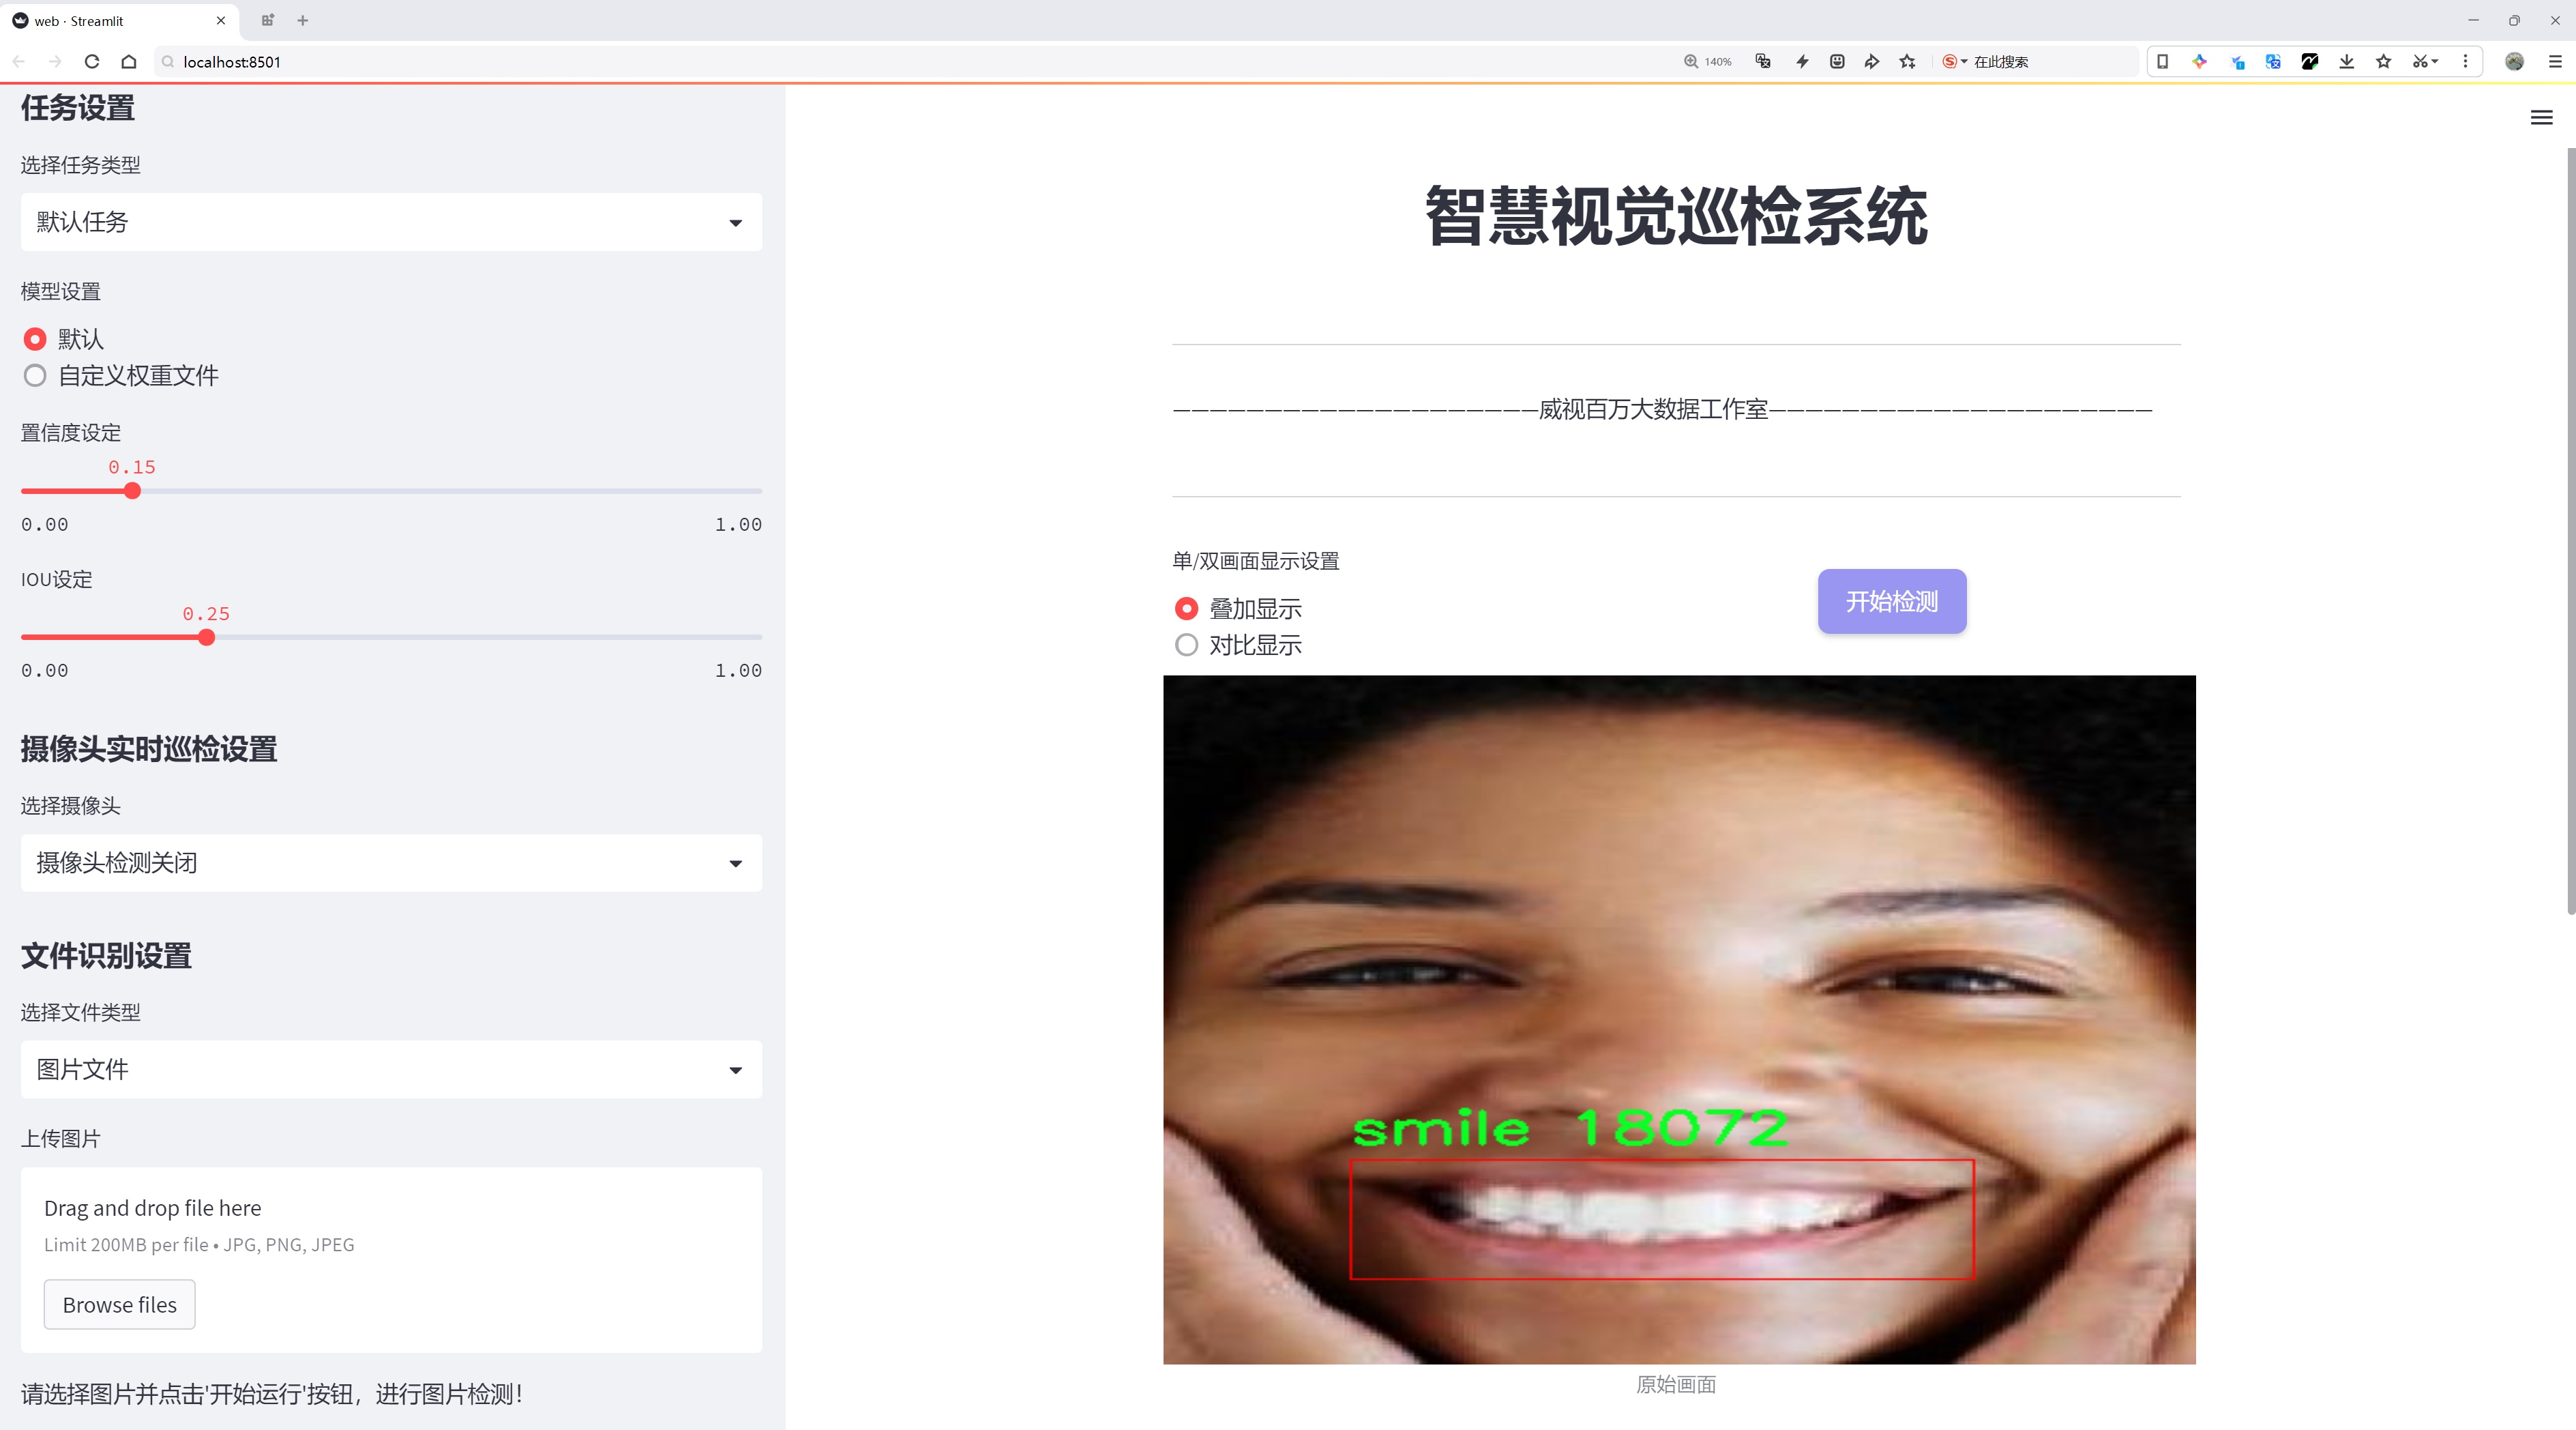 web · Streamlit
localhost:8501
140%
在此搜索
任务设置
选择任务类型
默认任务
模型设置
默认
自定义权重文件
置信度设定
0.15
0.00 1.00
IOU设定
0.25
0.00 1.00
摄像头实时巡检设置
选择摄像头
摄像头检测关闭
文件识别设置
选择文件类型
图片文件
上传图片
Drag and drop file here
Limit 200MB per file • JPG, PNG, JPEG
Browse files
请选择图片并点击'开始运行'按钮，进行图片检测！
智慧视觉巡检系统
————————————————————威视百万大数据工作室—————————————————————
单/双画面显示设置
叠加显示
对比显示
开始检测
smile 18072
原始画面